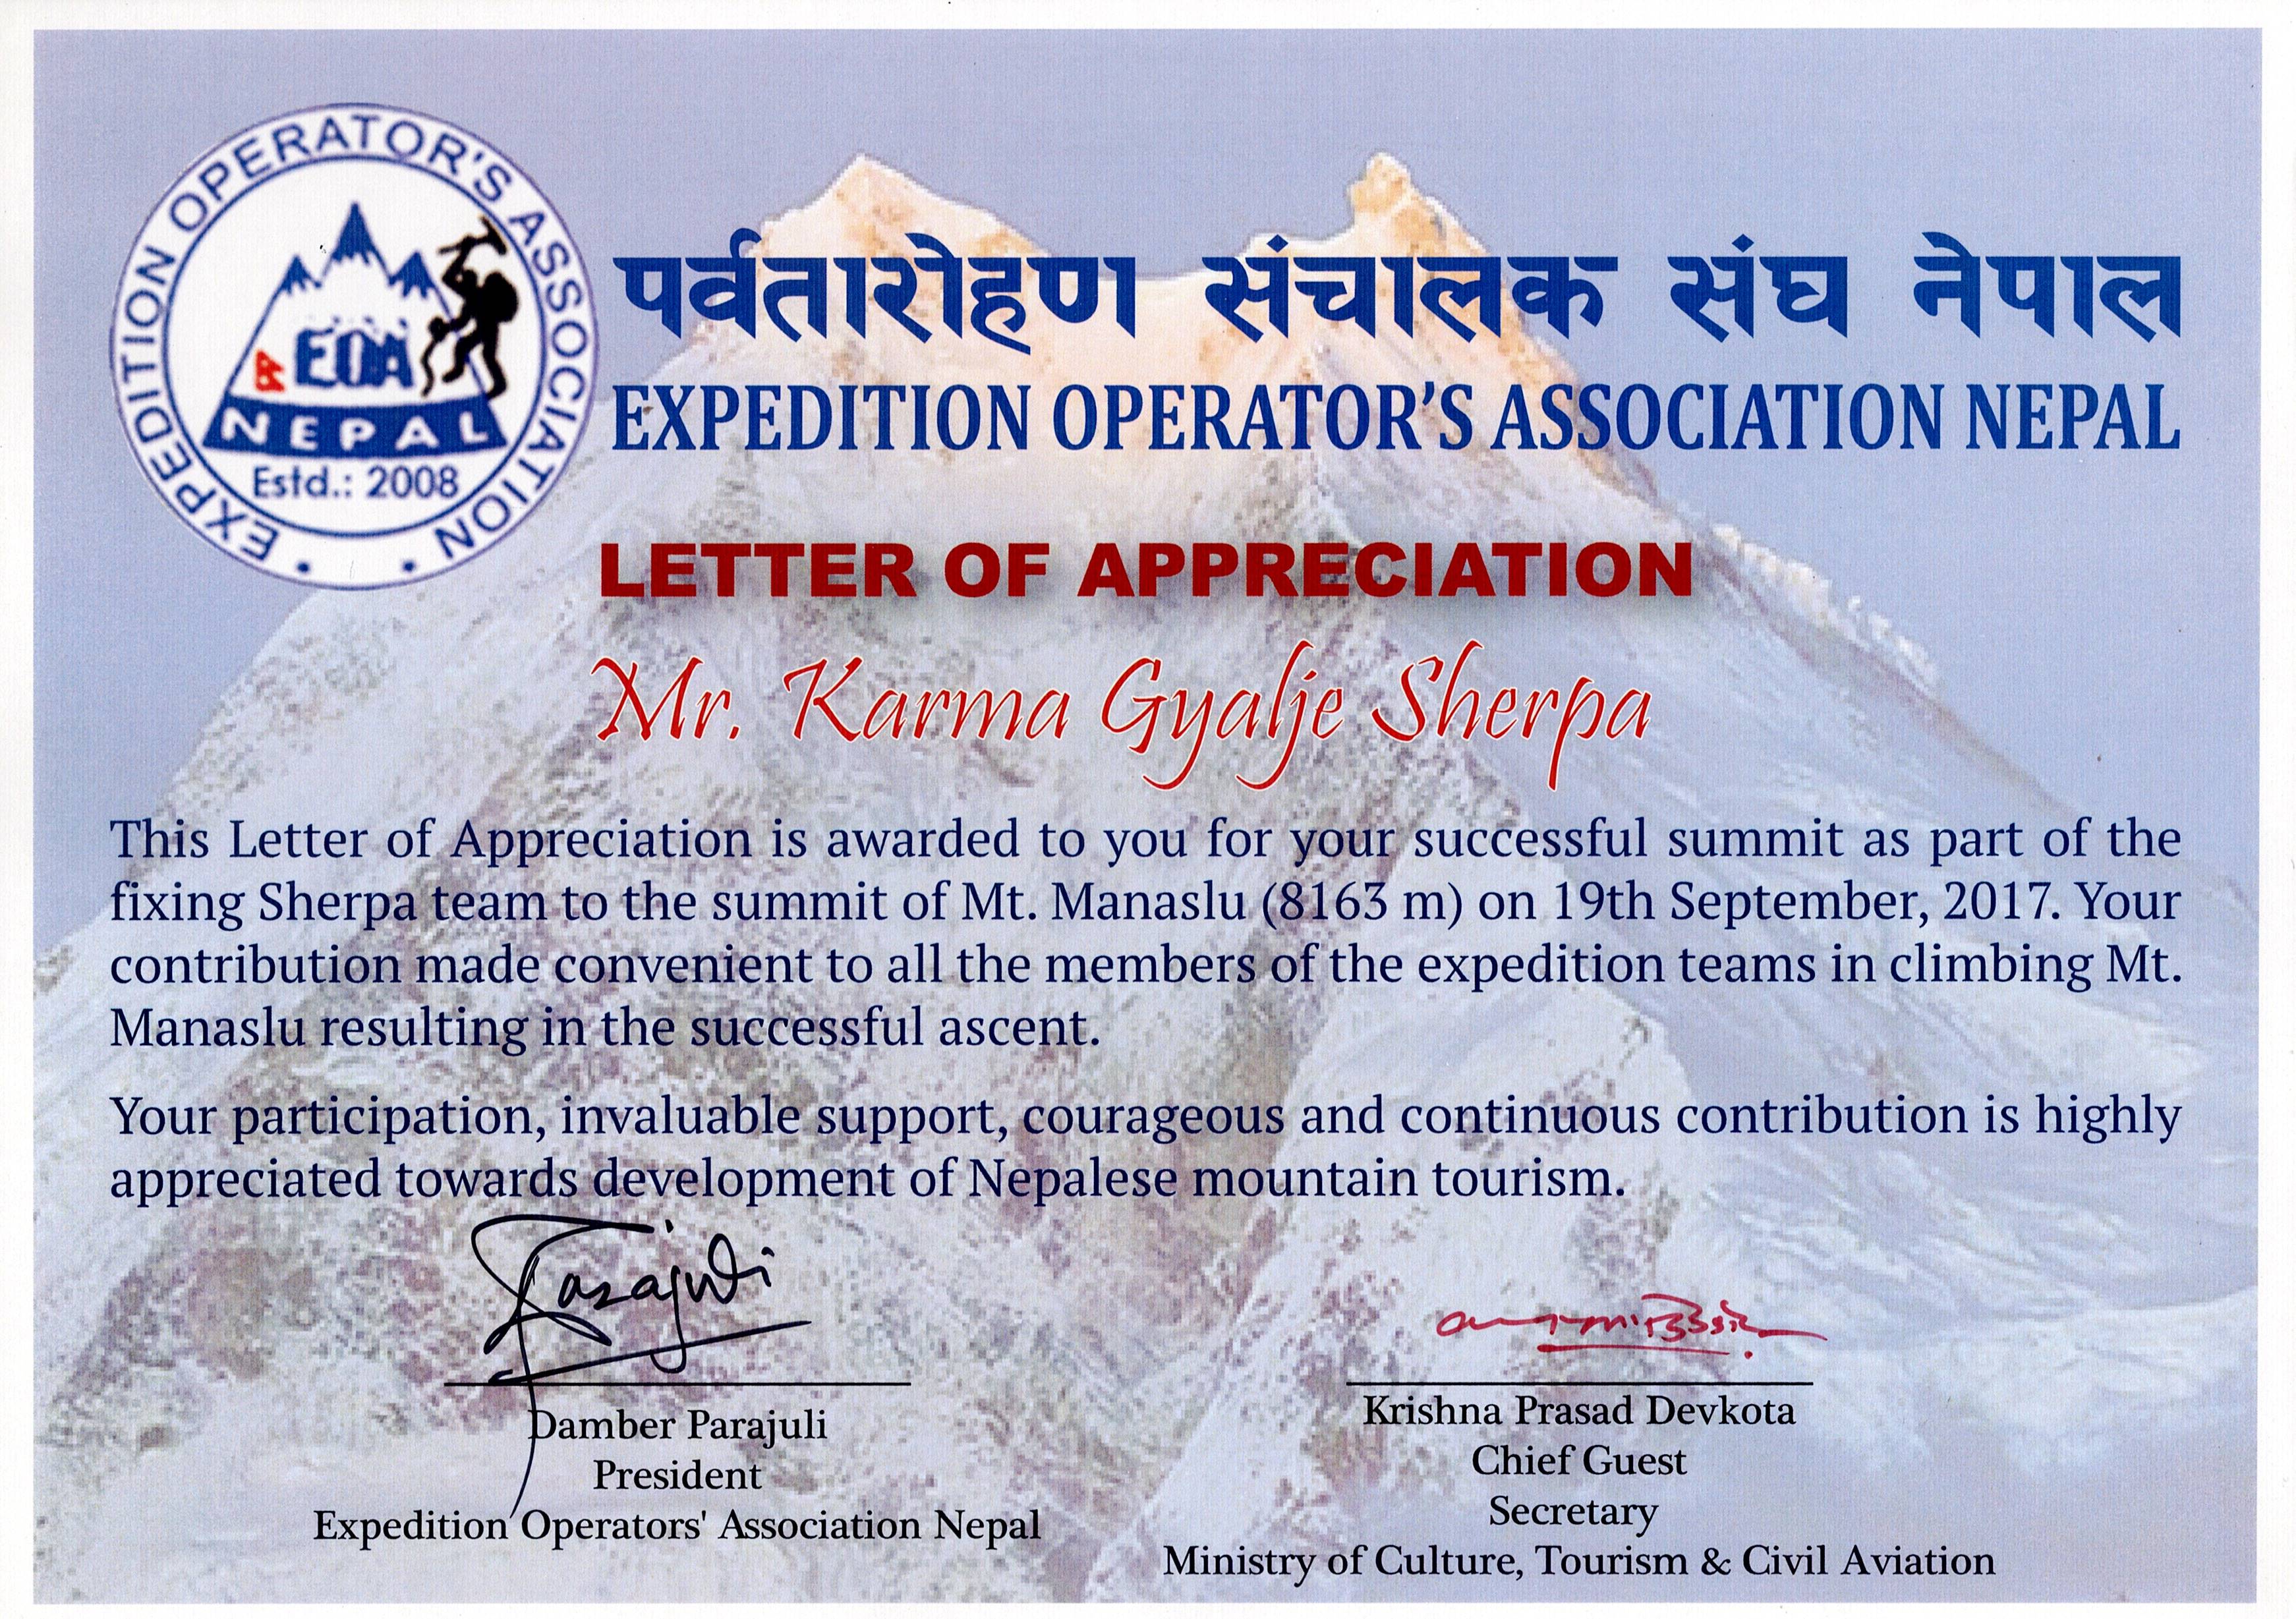 EXPEDITION OPERATOR'S ASSOCIATION
EOA
NEPAL
Estd.: 2008
पर्वतारोहण संचालक संघ नेपाल
EXPEDITION OPERATOR’S ASSOCIATION NEPAL
LETTER OF APPRECIATION
Mr. Karma Gyalje Sherpa
This Letter of Appreciation is awarded to you for your successful summit as part of the
fixing Sherpa team to the summit of Mt. Manaslu (8163 m) on 19th September, 2017. Your
contribution made convenient to all the members of the expedition teams in climbing Mt.
Manaslu resulting in the successful ascent.
Your participation, invaluable support, courageous and continuous contribution is highly
appreciated towards development of Nepalese mountain tourism.
Parajuli
Damber Parajuli
President
Expedition Operators' Association Nepal
Krishna Prasad Devkota
Chief Guest
Secretary
Ministry of Culture, Tourism & Civil Aviation